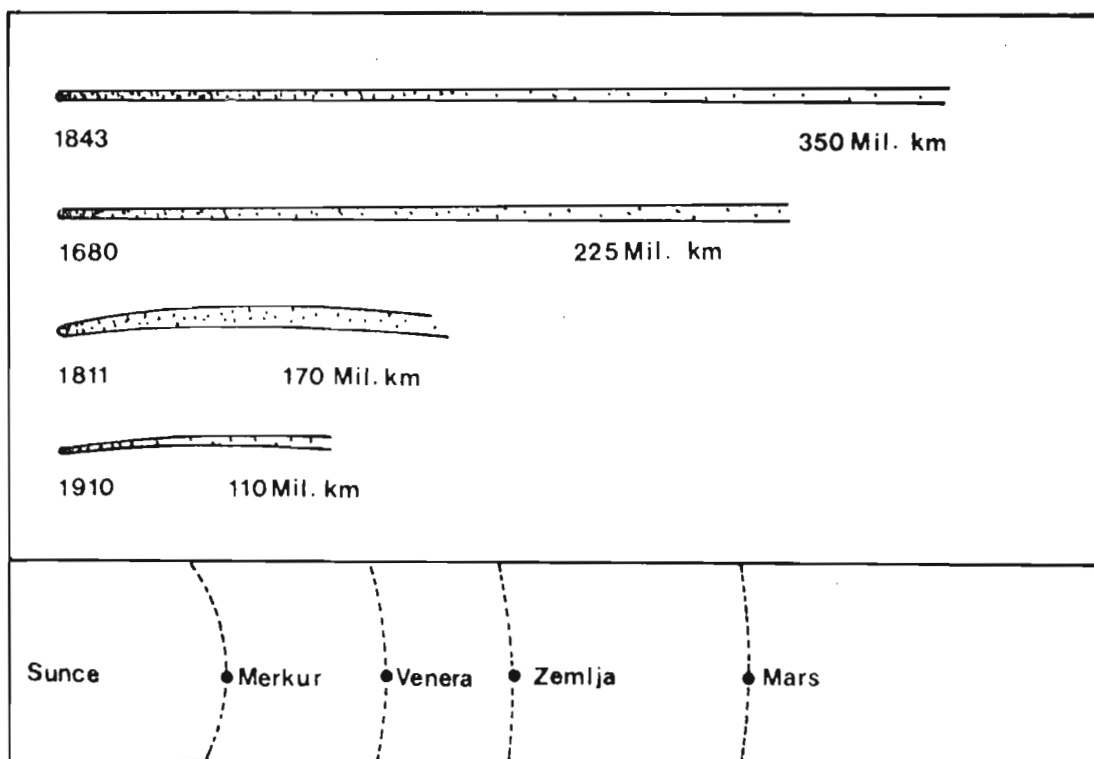 1843 350 Mil. km
1680 225 Mil. km
1811 170 Mil. km
1910 110 Mil. km
Sunce Merkur Venera Zemlja Mars